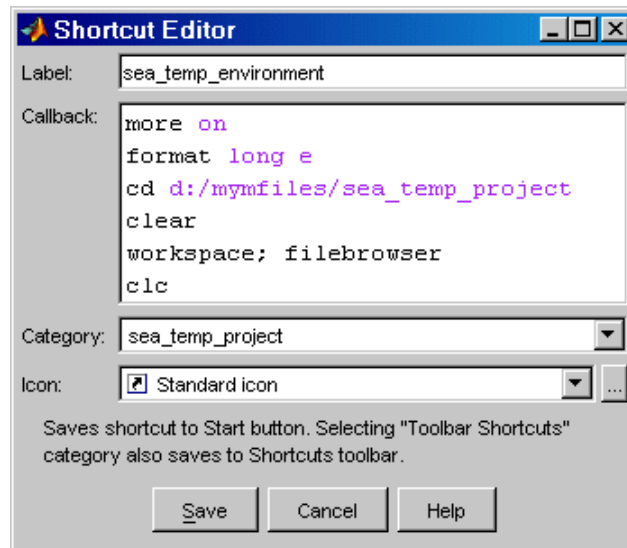 Shortcut Editor
Label: sea_temp_environment
Callback: more on
format long e
cd d:/mymfiles/sea_temp_project
clear
workspace; filebrowser
clc
Category: sea_temp_project
Icon: Standard icon ...
Saves shortcut to Start button. Selecting "Toolbar Shortcuts"
category also saves to Shortcuts toolbar.
Save Cancel Help